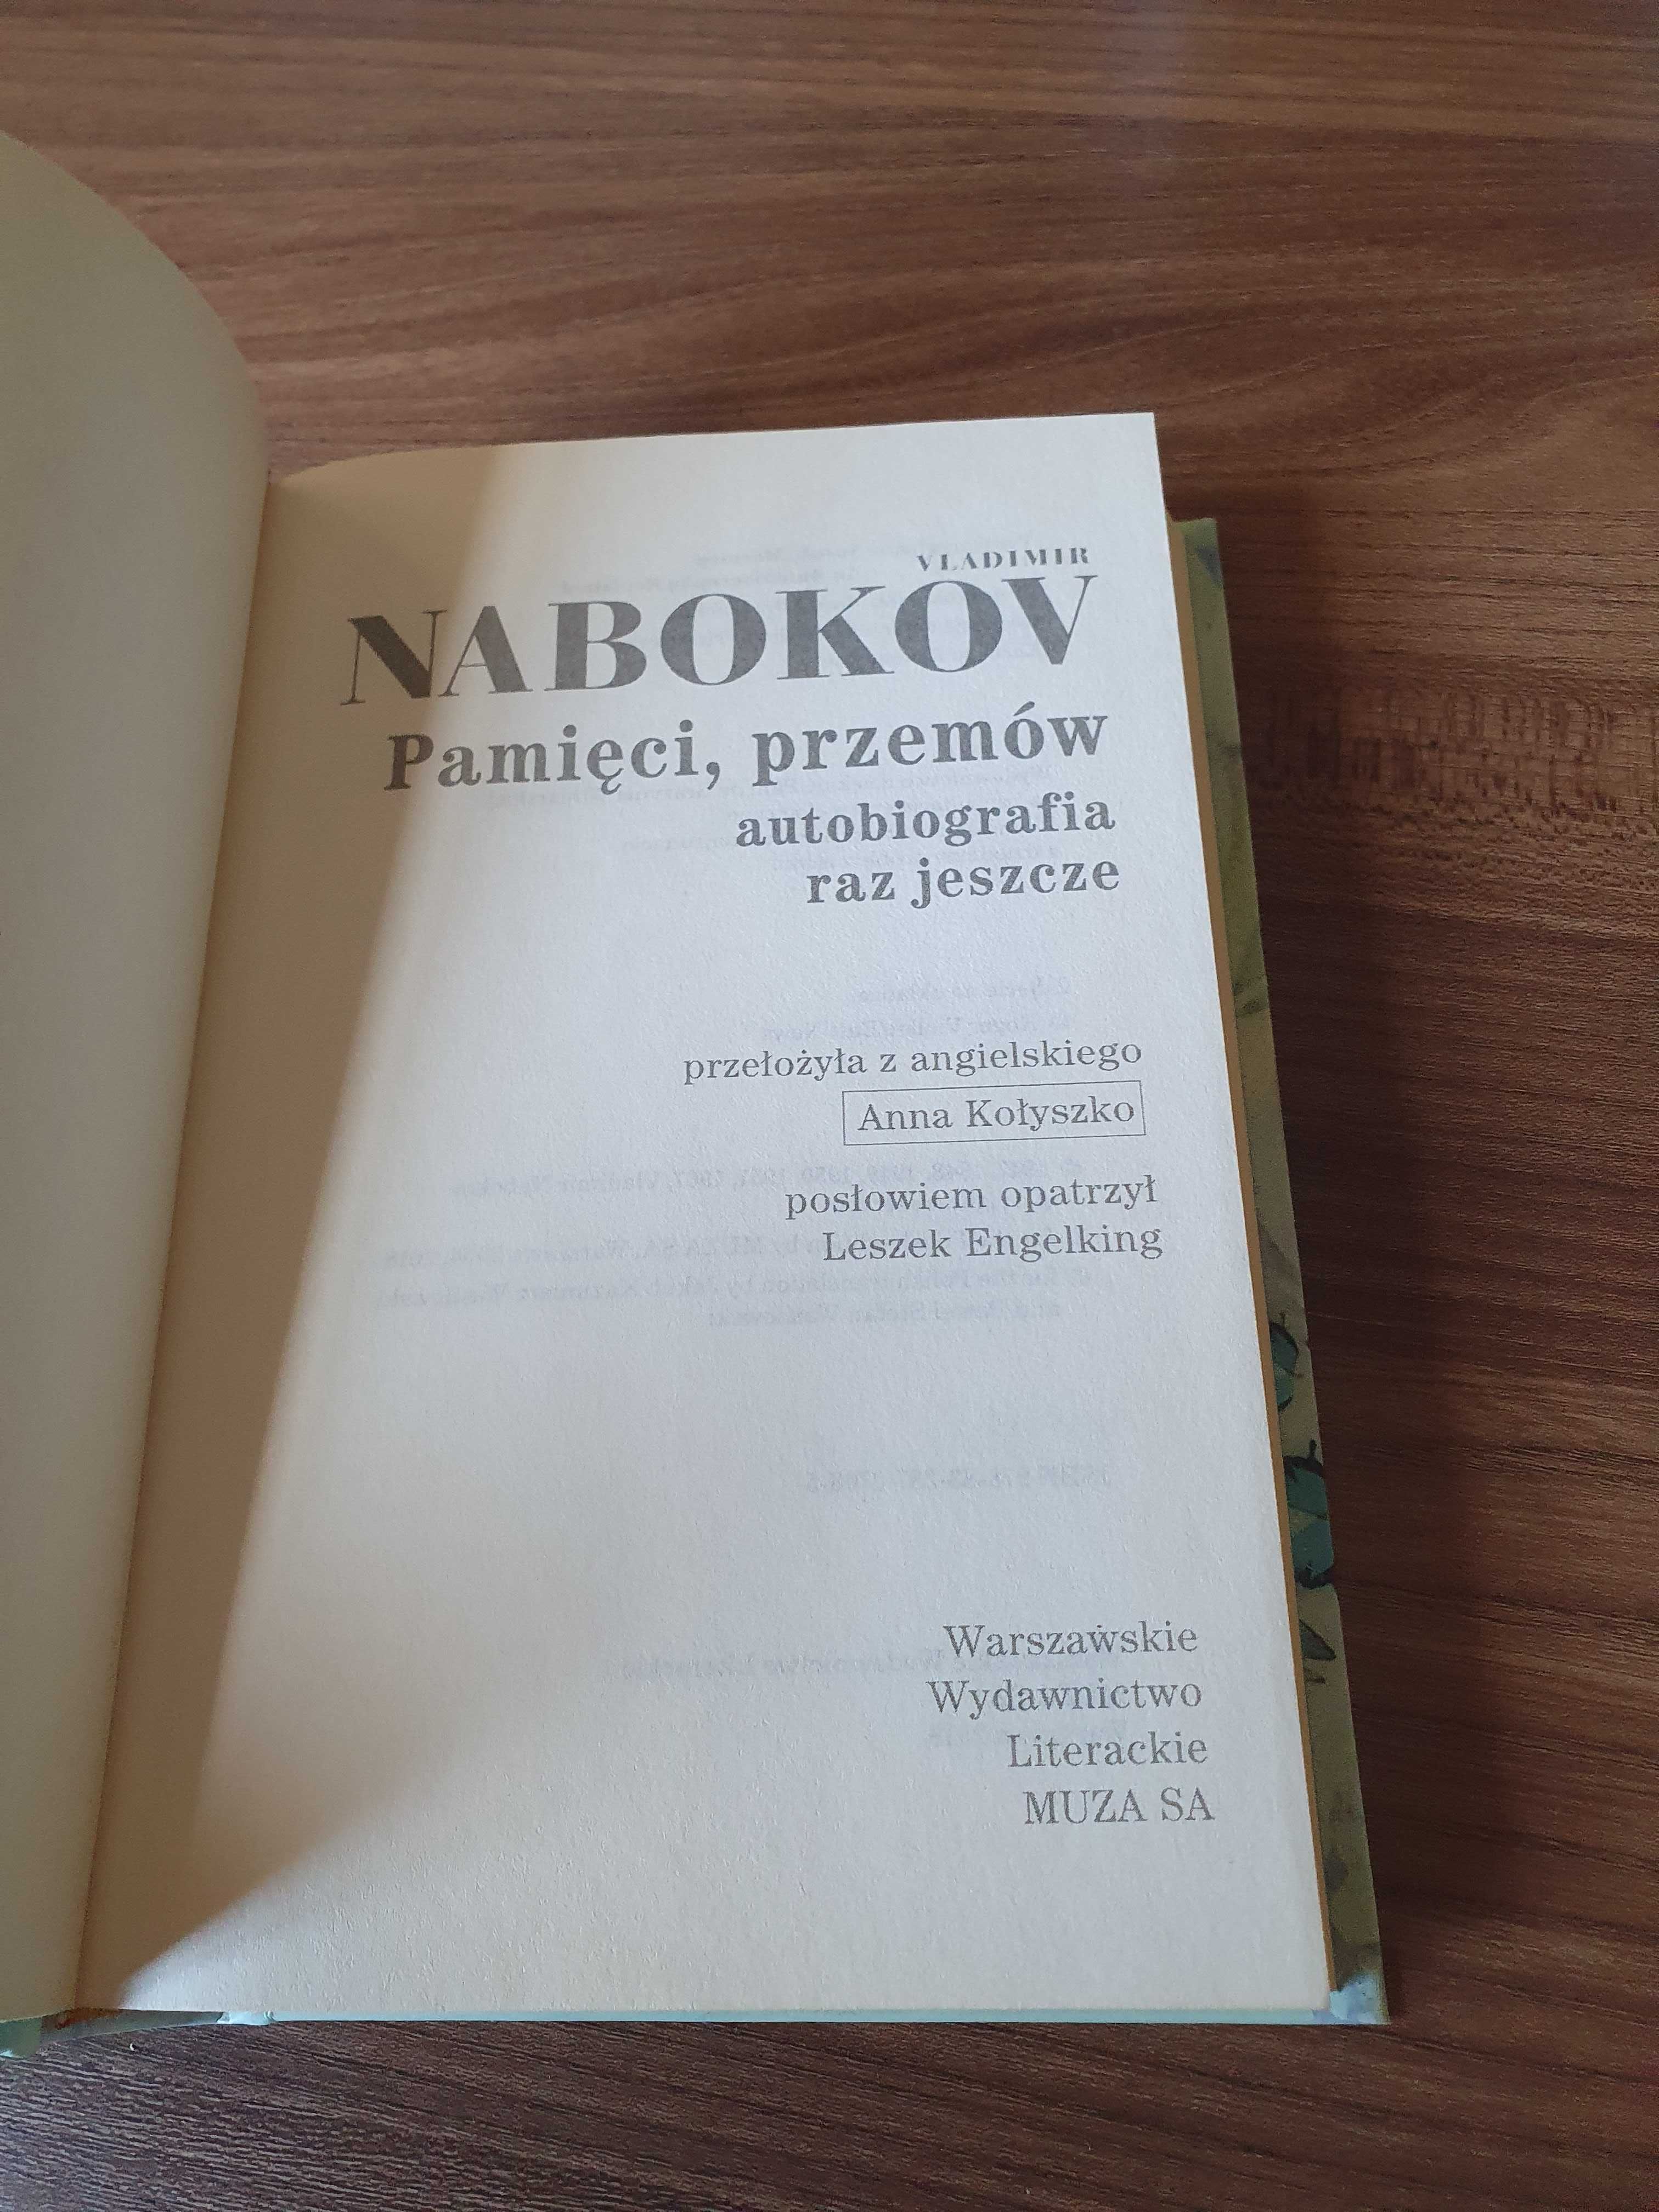 VLADIMIR
NABOKOV
Pamięci, przemów
autobiografia
raz jeszcze
przełożyła z angielskiego
Anna Kołyszko
posłowiem opatrzył
Leszek Engelking
Warszawskie
Wydawnictwo
Literackie
MUZA SA